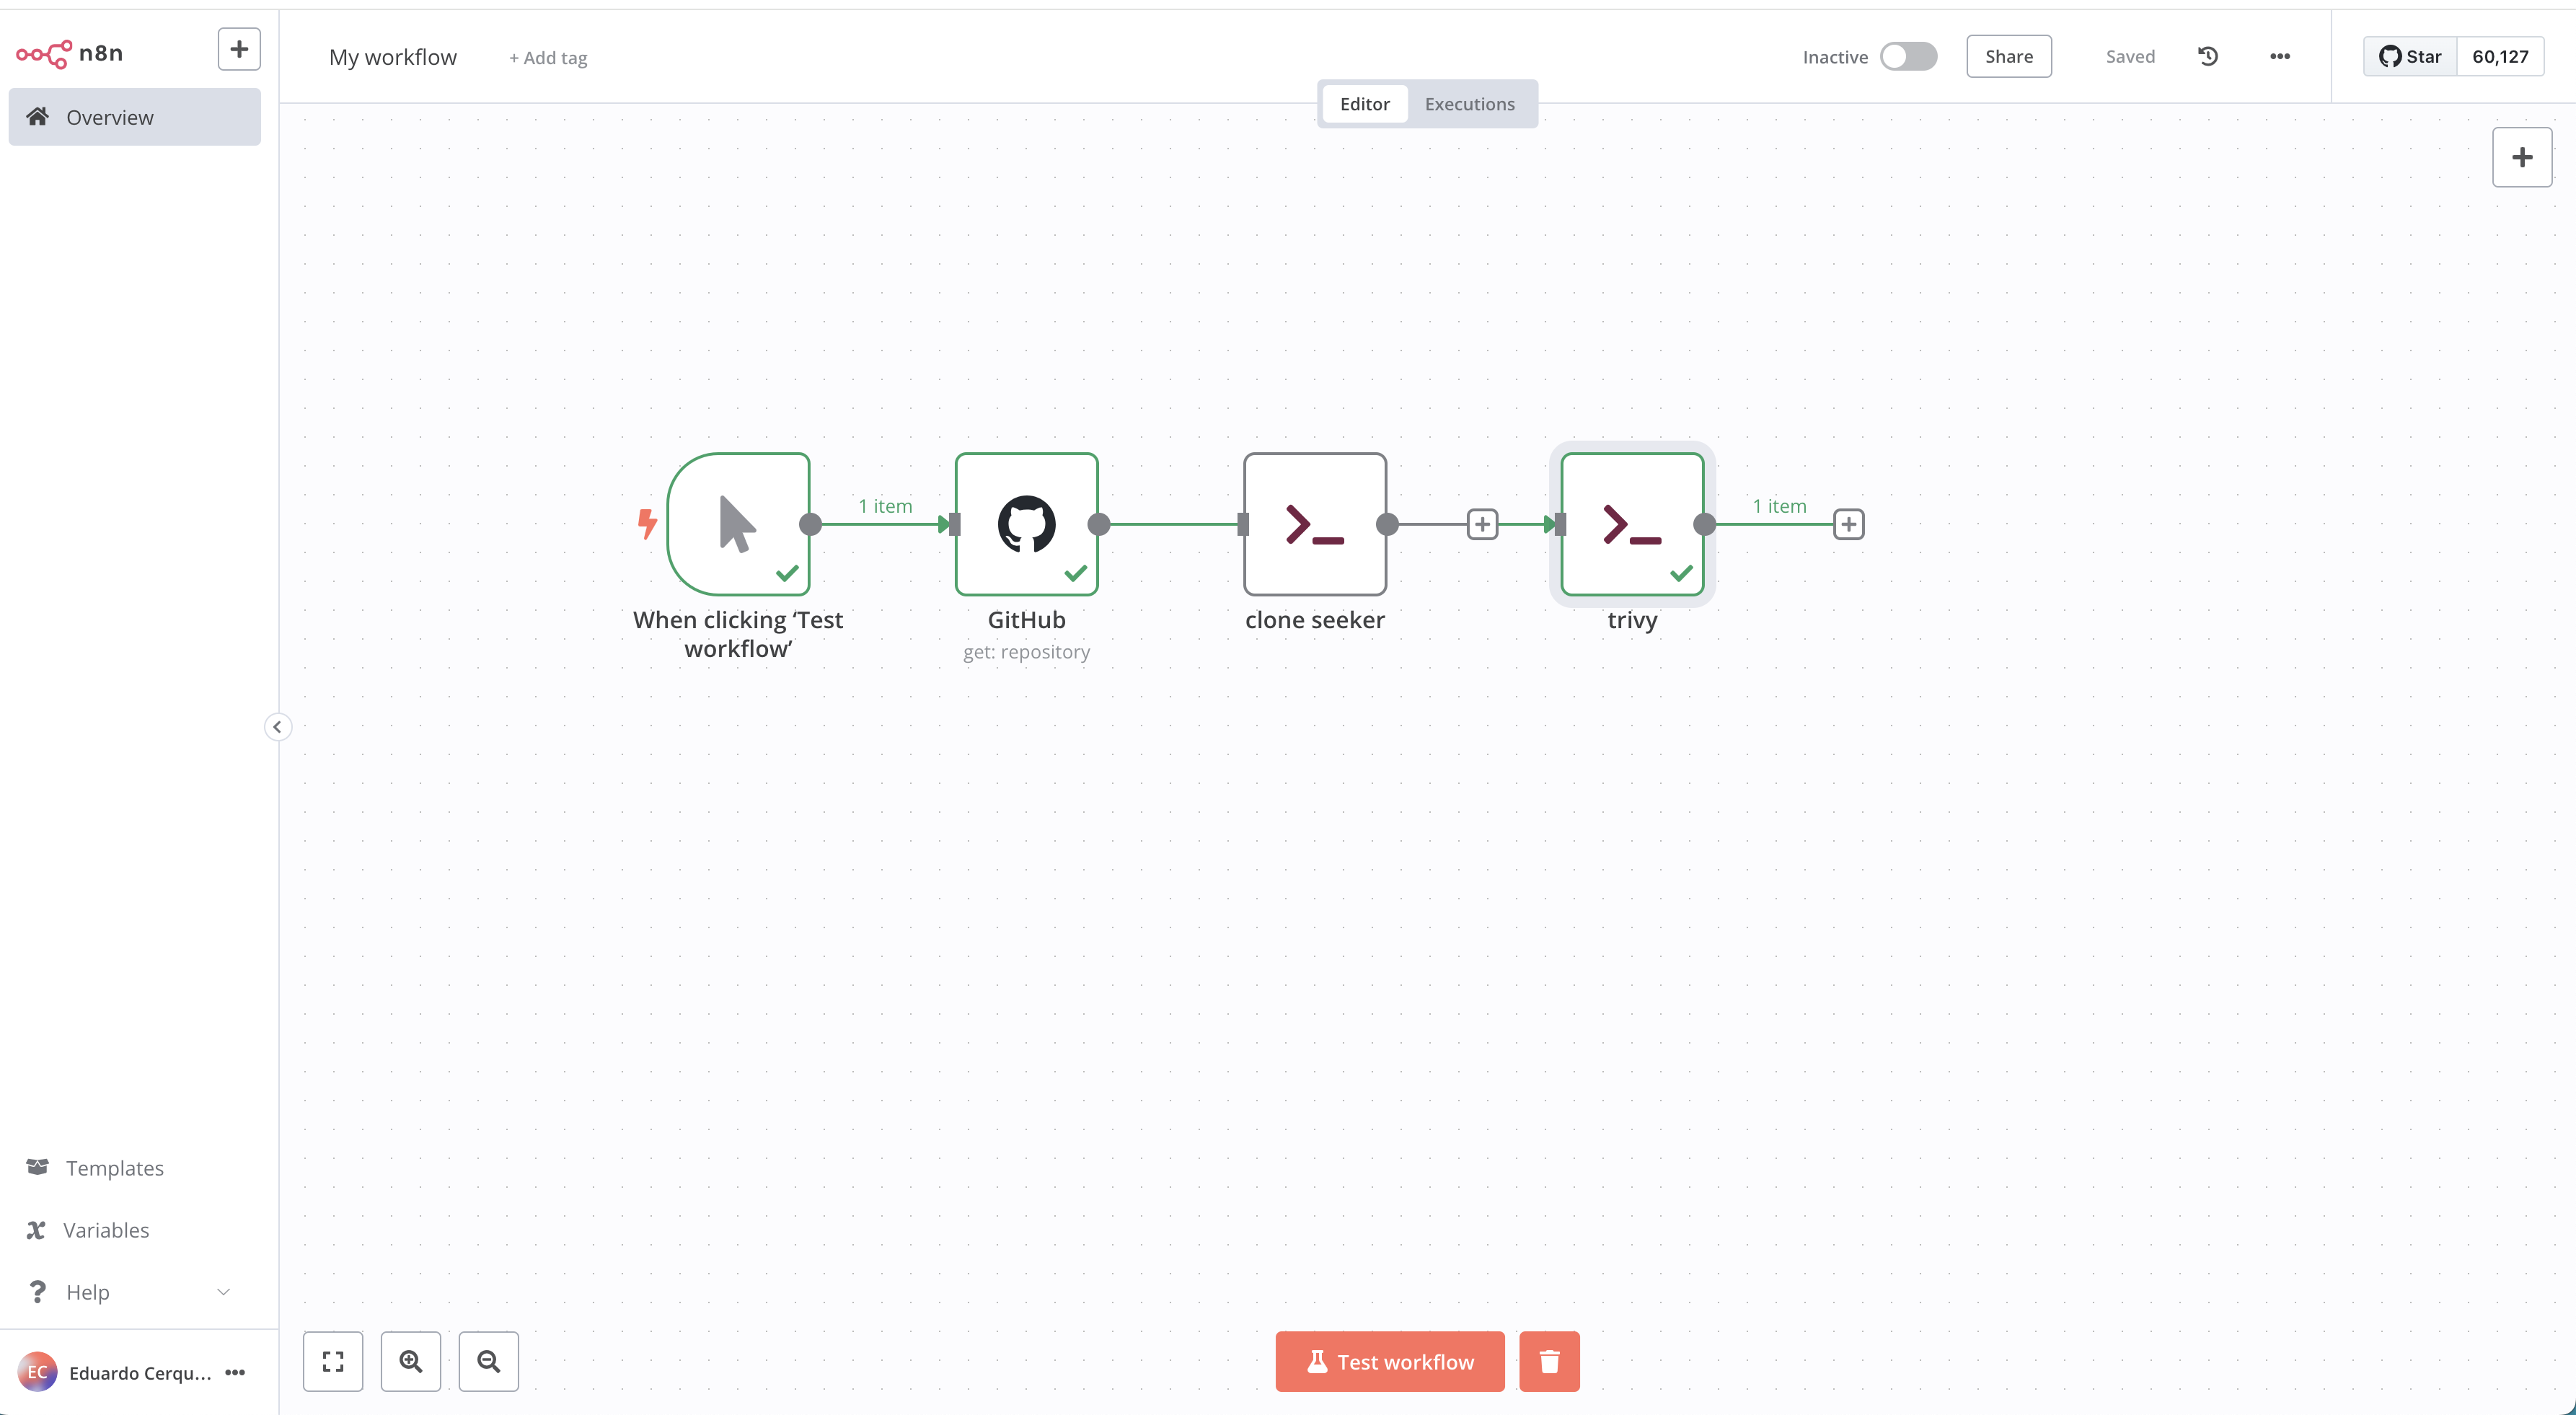 n8n
My workflow
+ Add tag
Inactive
Share
Saved
Star
60,127
Overview
Editor
Executions
1 item
1 item
When clicking ‘Test
workflow’
GitHub
get: repository
clone seeker
trivy
Templates
Variables
Help
EC
Eduardo Cerqu...
Test workflow